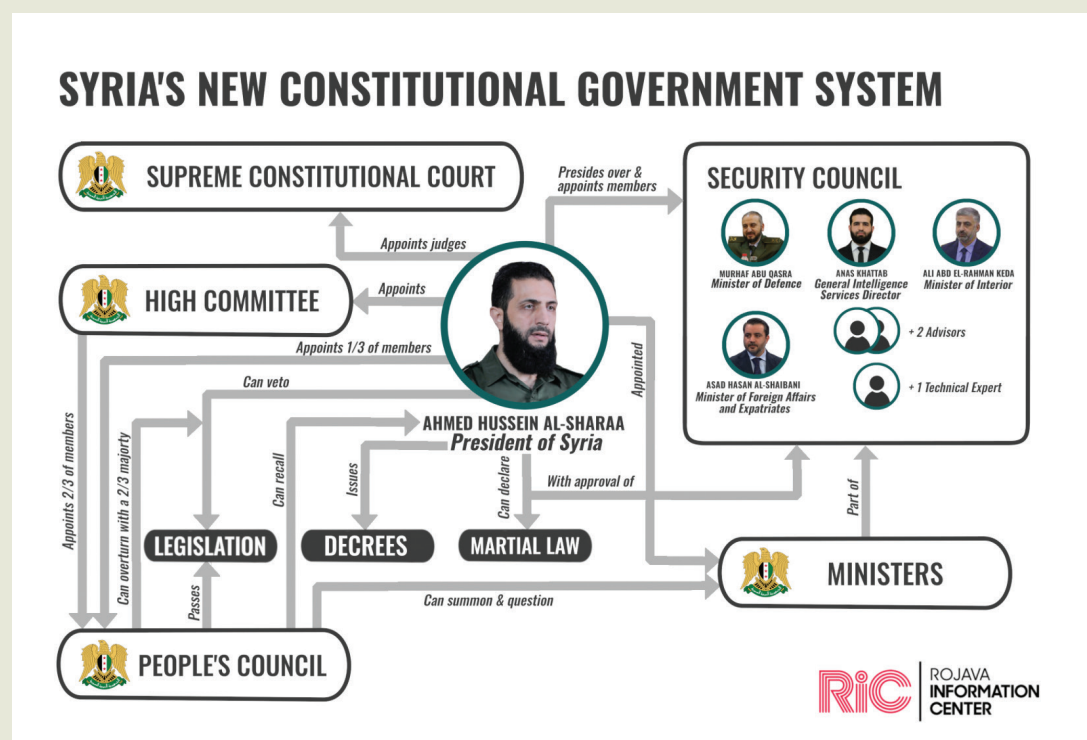 SYRIA'S NEW CONSTITUTIONAL GOVERNMENT SYSTEM
SUPREME CONSTITUTIONAL COURT
Presides over &
appoints members
SECURITY COUNCIL
MURHAF ABU QASRA
Minister of Defence
ANAS KHATTAB
General Intelligence
Services Director
ALI ABD EL-RAHMAN KEDA
Minister of Interior
+ 2 Advisors
ASAD HASAN AL-SHAIBANI
Minister of Foreign Affairs
and Expatriates
+ 1 Technical Expert
Appoints judges
HIGH COMMITTEE
Appoints
Appoints 1/3 of members
Can veto
Appointed
AHMED HUSSEIN AL-SHARAA
President of Syria
Appoints 2/3 of members
Can overturn with a 2/3 majorty
Can recall
Issues
Can declare
With approval of
Part of
LEGISLATION
DECREES
MARTIAL LAW
MINISTERS
Passes
Can summon & question
PEOPLE'S COUNCIL
RiC
ROJAVA
INFORMATION
CENTER